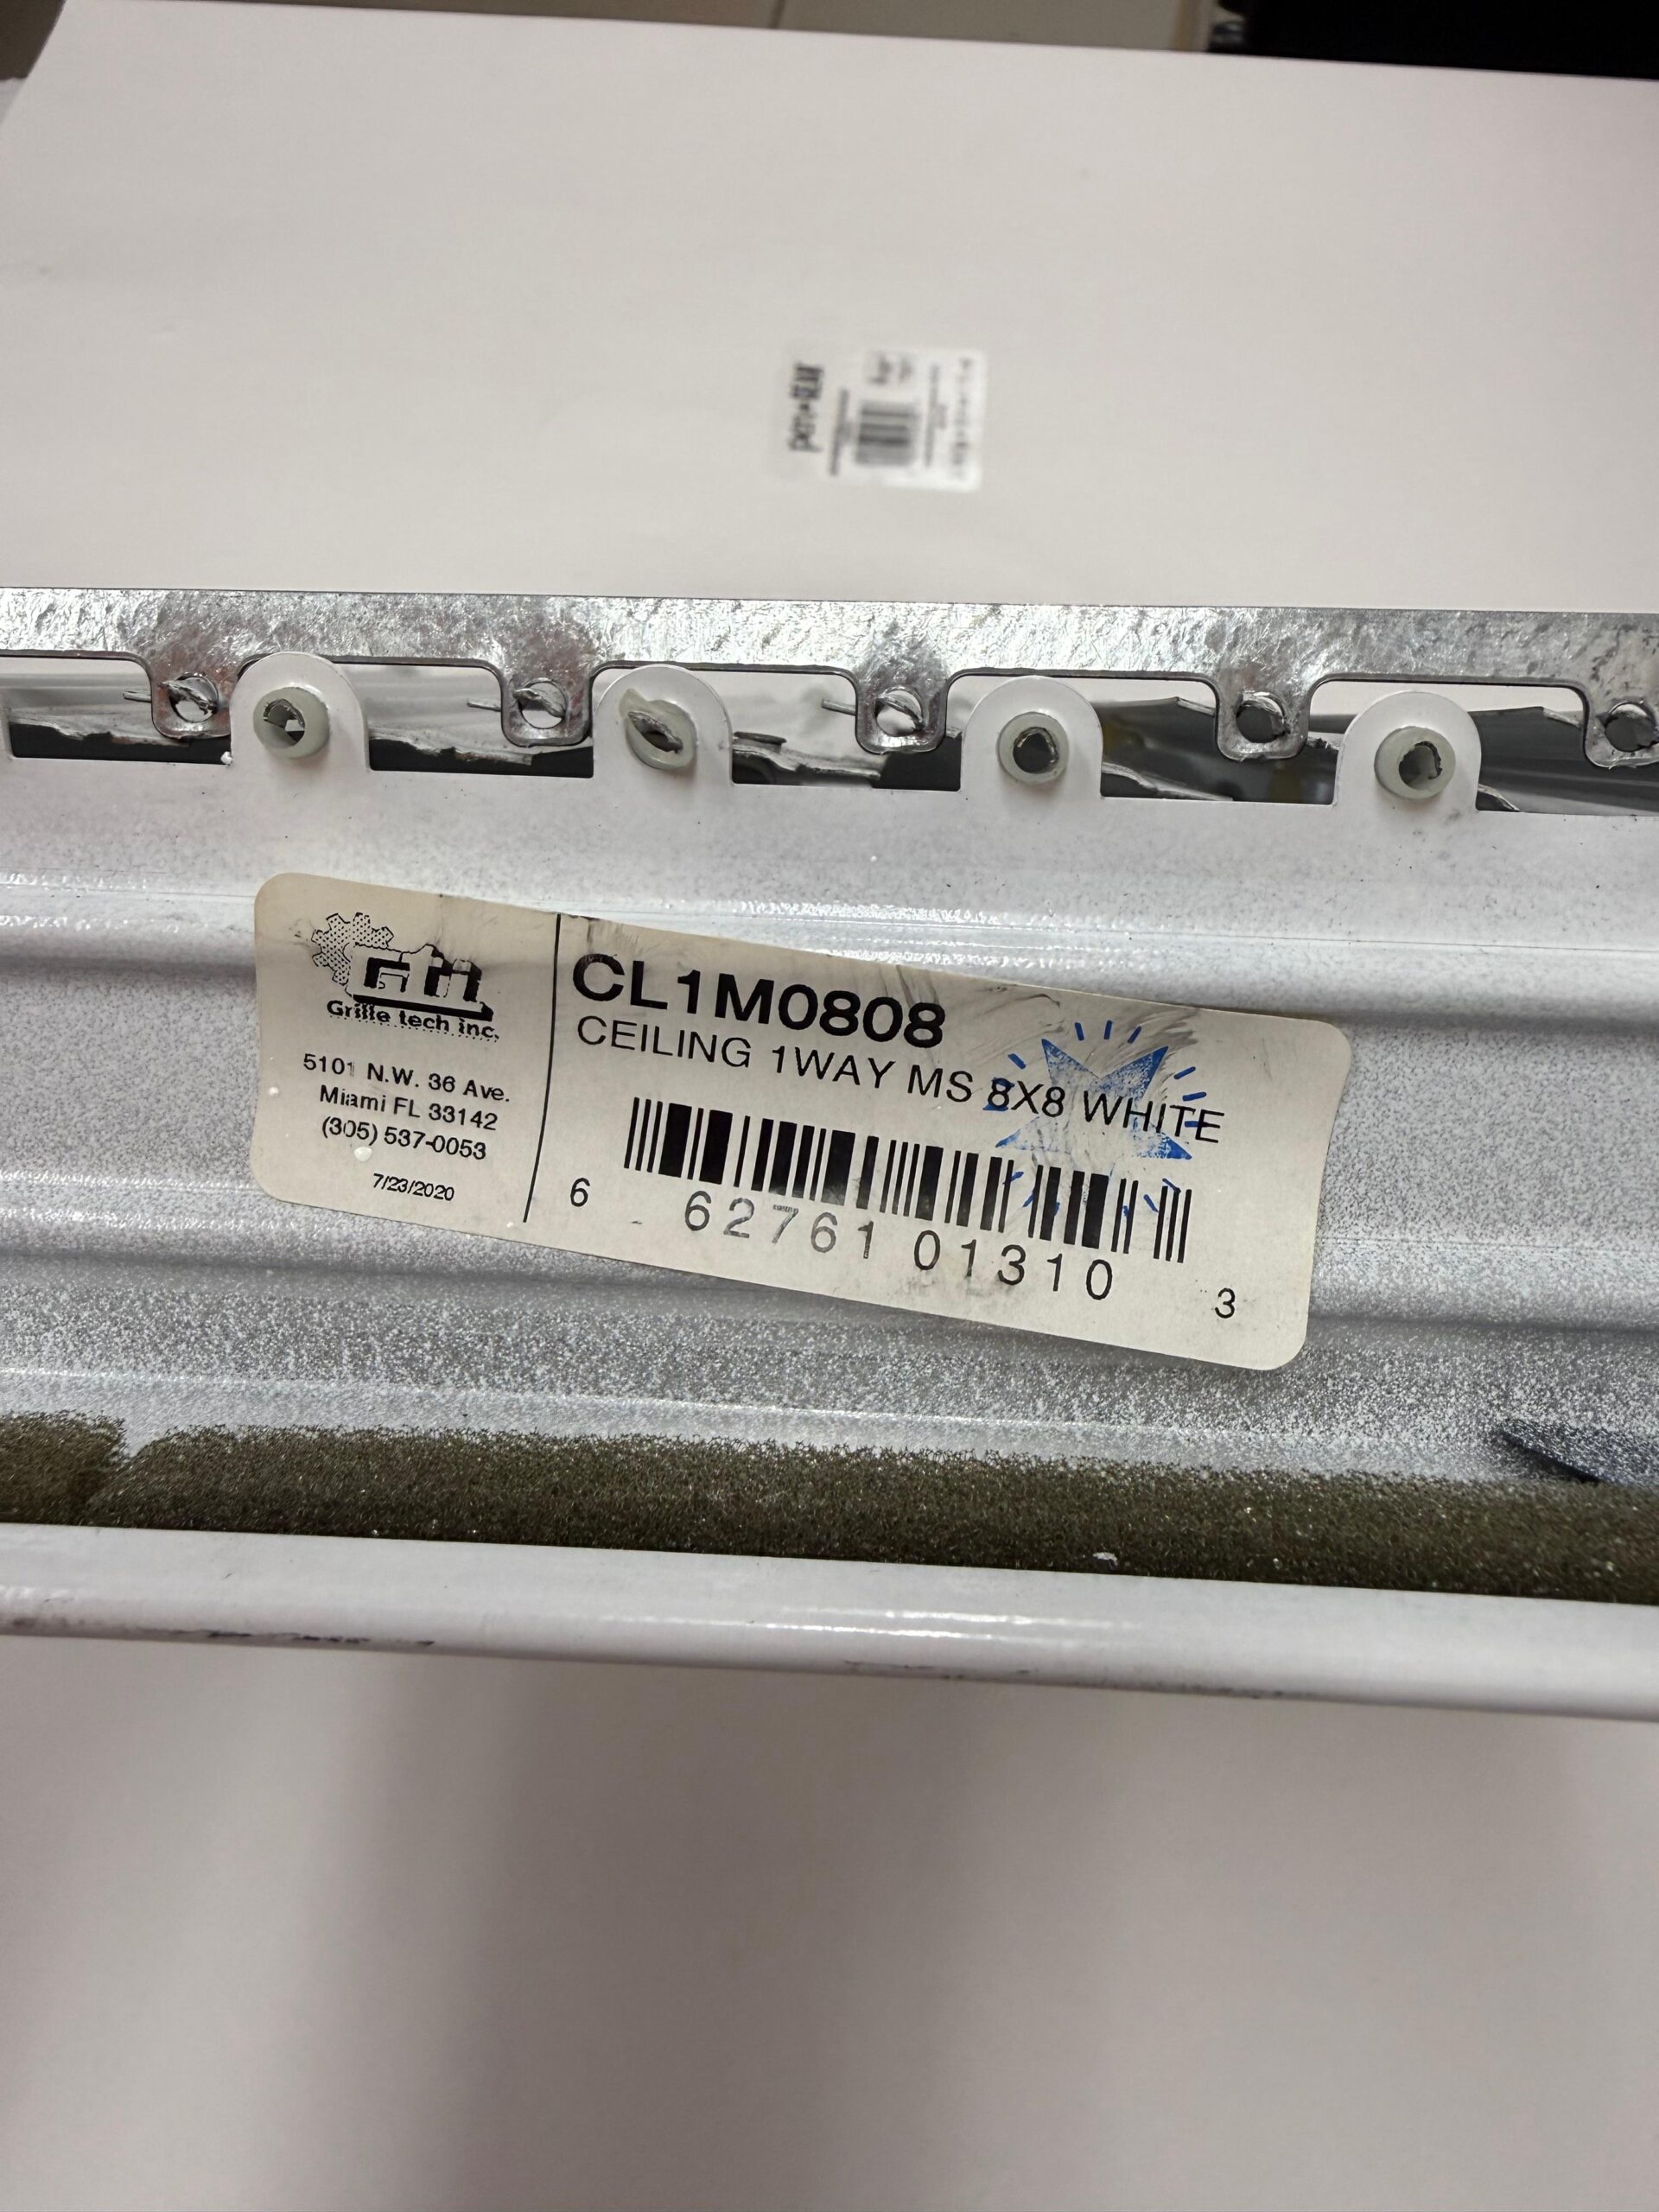 GTI
Grille tech inc.
5101 N.W. 36 Ave.
Miami FL 33142
(305) 537-0053
7/23/2020
CL1M0808
CEILING 1WAY MS 8X8 WHITE
6 62761 01310 3